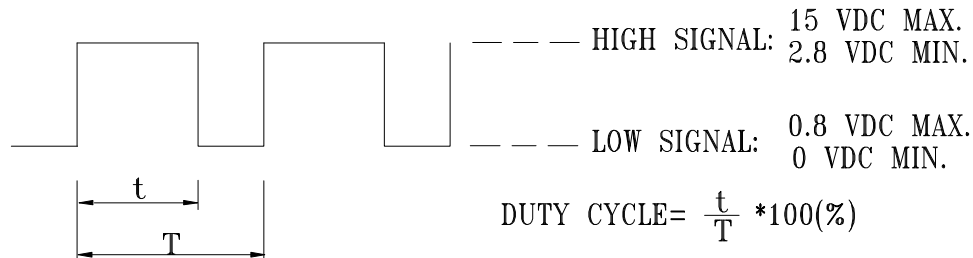 HIGH SIGNAL: 15 VDC MAX.
2.8 VDC MIN.
LOW SIGNAL: 0.8 VDC MAX.
0 VDC MIN.
t
T
DUTY CYCLE= t/T *100(%)